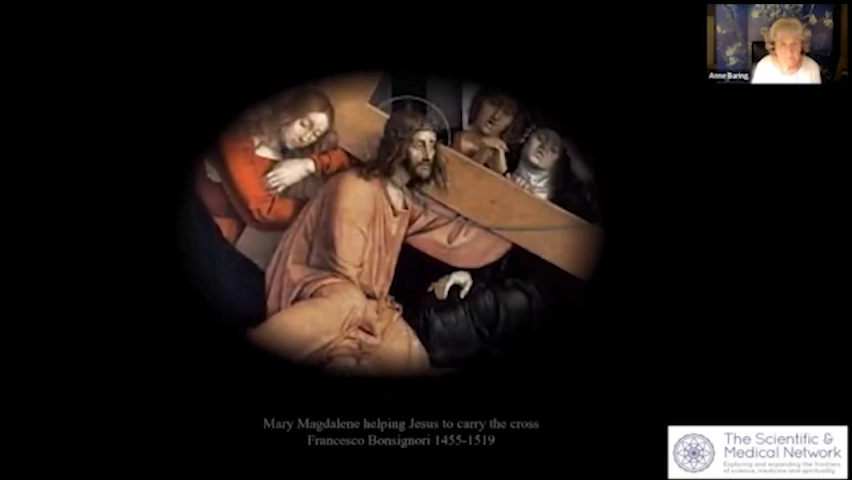 Anne Baring
Mary Magdalene helping Jesus to carry the cross
Francesco Bonsignori 1455-1519
The Scientific &
Medical Network
Exploring and expanding the frontiers
of science, medicine and spirituality